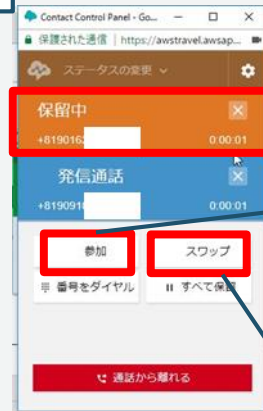 Contact Control Panel - Go...
保護された通信 | https://awstravel.awsap...
ステータスの変更
保留中
+8190162
0:00:01
発信通話
+8190910
0:00:01
参加
スワップ
番号をダイヤル
すべて保留
通話から離れる